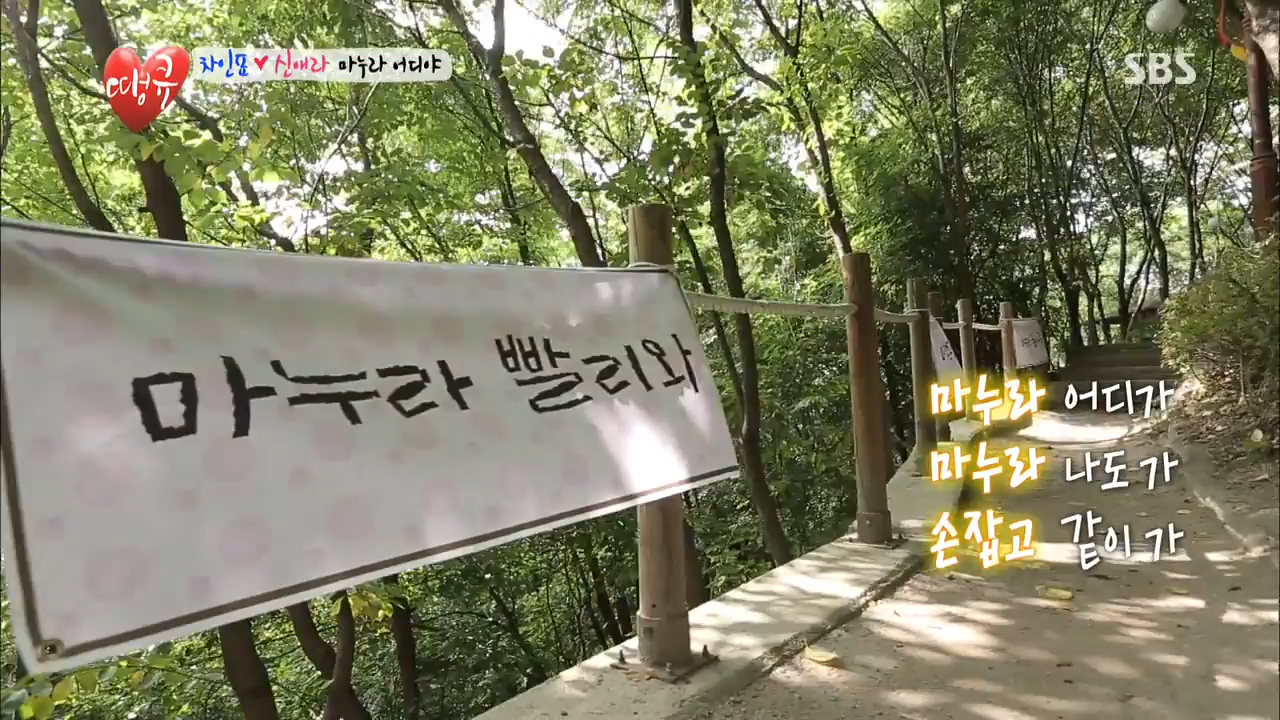 땡큐
차인표♥신애라 마누라 어디야
SBS
마누라 빨리와
마누라 어디가
마누라 나도 가
손잡고 같이 가